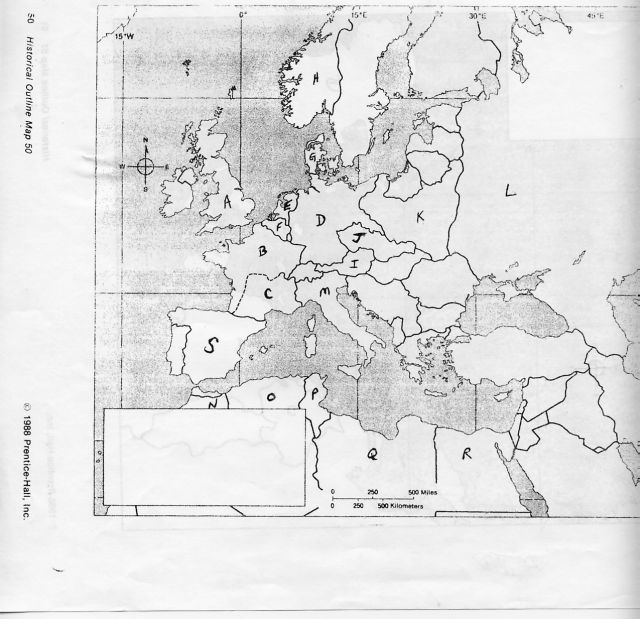 50 Historical Outline Map 50
© 1988 Prentice-Hall, Inc.
15°W
0°
15°E
30°E
45°E
N
W
E
S
H
G
A
E
F
D
K
L
J
B
I
C
M
S
N
O
P
Q
R
0 250 500 Miles
0 250 500 Kilometers